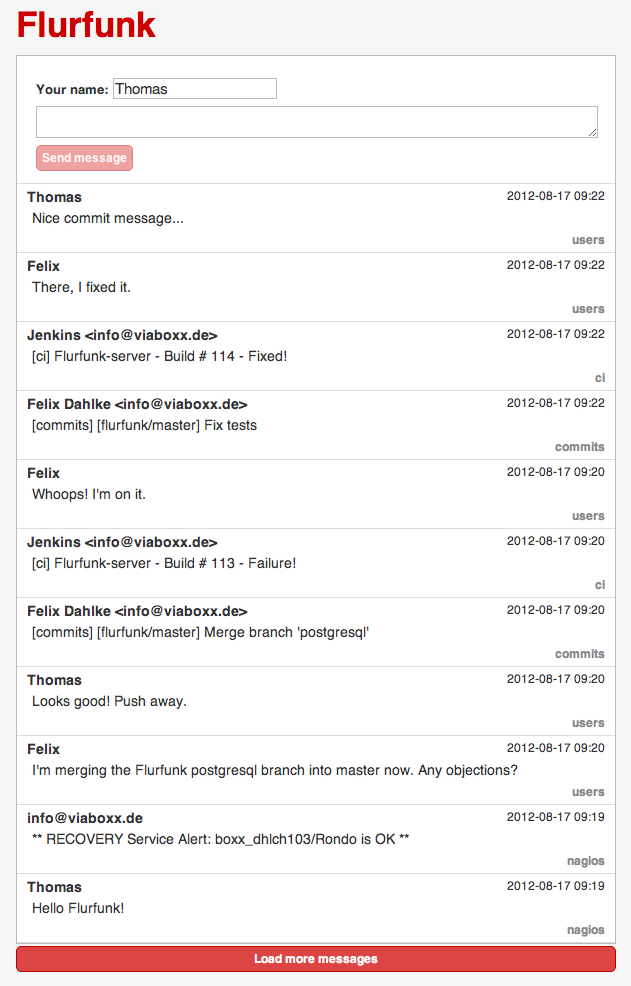 Flurfunk
Your name: Thomas
Send message
Thomas 2012-08-17 09:22
Nice commit message...
users
Felix 2012-08-17 09:22
There, I fixed it.
users
Jenkins <info@viaboxx.de> 2012-08-17 09:22
[ci] Flurfunk-server - Build # 114 - Fixed!
ci
Felix Dahlke <info@viaboxx.de> 2012-08-17 09:22
[commits] [flurfunk/master] Fix tests
commits
Felix 2012-08-17 09:20
Whoops! I'm on it.
users
Jenkins <info@viaboxx.de> 2012-08-17 09:20
[ci] Flurfunk-server - Build # 113 - Failure!
ci
Felix Dahlke <info@viaboxx.de> 2012-08-17 09:20
[commits] [flurfunk/master] Merge branch 'postgresql'
commits
Thomas 2012-08-17 09:20
Looks good! Push away.
users
Felix 2012-08-17 09:20
I'm merging the Flurfunk postgresql branch into master now. Any objections?
users
info@viaboxx.de 2012-08-17 09:19
** RECOVERY Service Alert: boxx_dhlch103/Rondo is OK **
nagios
Thomas 2012-08-17 09:19
Hello Flurfunk!
nagios
Load more messages